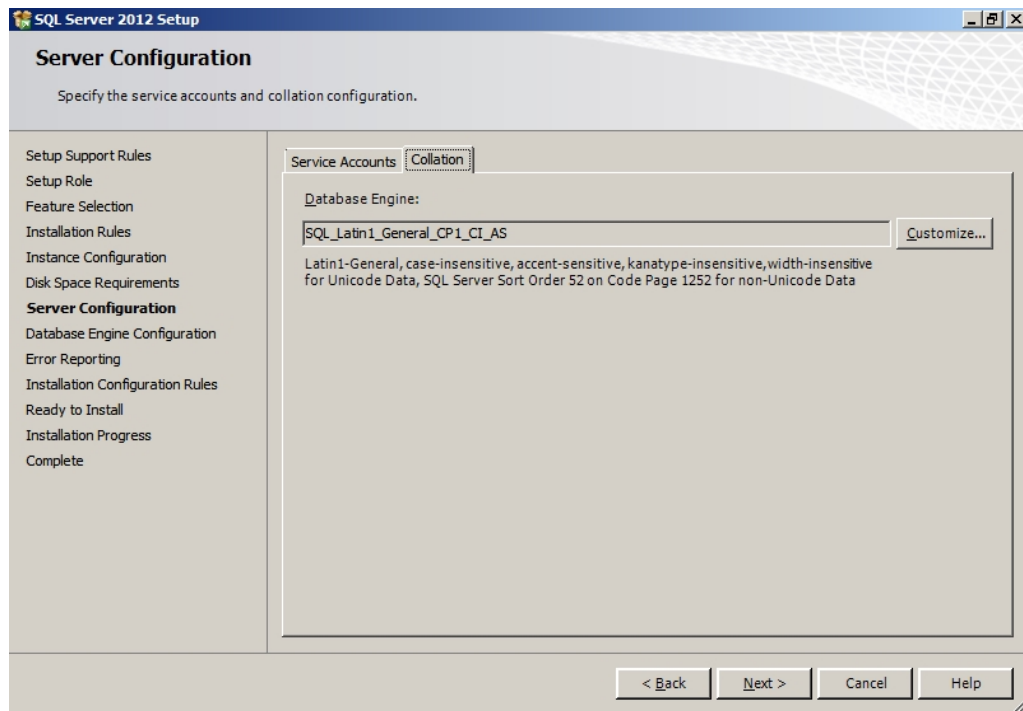 SQL Server 2012 Setup
Server Configuration
Specify the service accounts and collation configuration.
Setup Support Rules
Setup Role
Feature Selection
Installation Rules
Instance Configuration
Disk Space Requirements
Server Configuration
Database Engine Configuration
Error Reporting
Installation Configuration Rules
Ready to Install
Installation Progress
Complete
Service Accounts Collation
Database Engine:
SQL_Latin1_General_CP1_CI_AS
Customize...
Latin1-General, case-insensitive, accent-sensitive, kanatype-insensitive,width-insensitive
for Unicode Data, SQL Server Sort Order 52 on Code Page 1252 for non-Unicode Data
< Back Next > Cancel Help